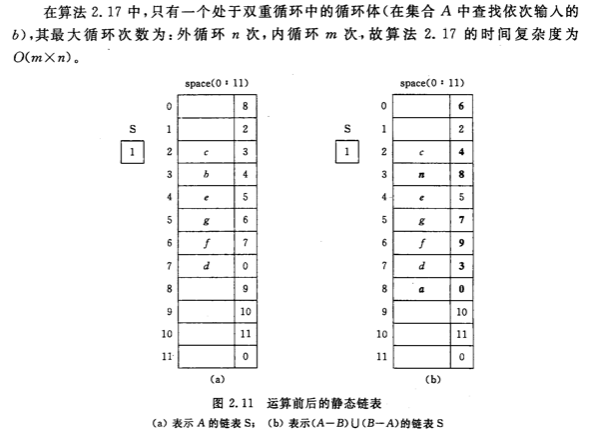 在算法 2.17 中,只有一个处于双重循环中的循环体(在集合 A 中查找依次输入的
b),其最大循环次数为:外循环 n 次,内循环 m 次,故算法 2.17 的时间复杂度为
O(m×n)。
space(0:11) space(0:11)
0 8 0 6
S 1 2 S 1 2
1 2 c 3 1 2 c 4
3 b 4 3 n 8
4 e 5 4 e 5
5 g 6 5 g 7
6 f 7 6 f 9
7 d 0 7 d 3
8 9 8 a 0
9 10 9 10
10 11 10 11
11 0 11 0
(a) (b)
图 2.11 运算前后的静态链表
(a) 表示 A 的链表 S; (b) 表示(A-B)∪(B-A)的链表 S